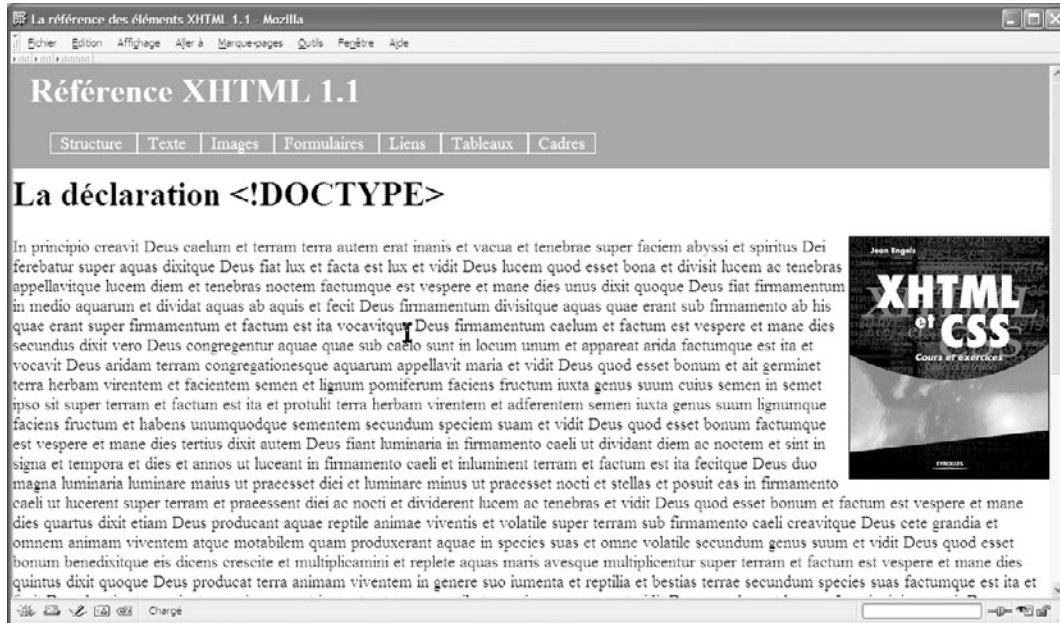 La référence des éléments XHTML 1.1 - Mozilla
Fichier Edition Affichage Aller à Marque-pages Outils Fenêtre Aide
Référence XHTML 1.1
Structure Texte Images Formulaires Liens Tableaux Cadres
La déclaration <!DOCTYPE>
In principio creavit Deus caelum et terram terra autem erat inanis et vacua et tenebrae super faciem abyssi et spiritus Dei
ferebatur super aquas dixitque Deus fiat lux et facta est lux et vidit Deus lucem quod esset bona et divisit lucem ac tenebras
appellavitque lucem diem et tenebras noctem factumque est vespere et mane dies unus dixit quoque Deus fiat firmamentum
in medio aquarum et dividat aquas ab aquis et fecit Deus firmamentum divisitque aquas quae erant sub firmamento ab his
quae erant super firmamentum et factum est ita vocavitque Deus firmamentum caelum et factum est vespere et mane dies
secundus dixit vero Deus congregentur aquae quae sub caelo sunt in locum unum et appareat arida factumque est ita et
vocavit Deus aridam terram congregationesque aquarum appellavit maria et vidit Deus quod esset bonum et ait germinet
terra herbam virentem et facientem semen et lignum pomiferum faciens fructum iuxta genus suum cuius semen in semet
ipso sit super terram et factum est ita et protulit terra herbam virentem et adferentem semen iuxta genus suum lignumque
faciens fructum et habens unumquodque sementem secundum speciem suam et vidit Deus quod esset bonum factumque
est vespere et mane dies tertius dixit autem Deus fiant luminaria in firmamento caeli ut dividant diem ac noctem et sint in
signa et tempora et dies et annos ut luceant in firmamento caeli et inluminent terram et factum est ita fecitque Deus duo
magna luminaria luminare maius ut praeesset diei et luminare minus ut praeesset nocti et stellas et posuit eas in firmamento
caeli ut lucerent super terram et praeessent diei ac nocti et dividerent lucem ac tenebras et vidit Deus quod esset bonum et factum est vespere et mane
dies quartus dixit etiam Deus producant aquae reptile animae viventis et volatile super terram sub firmamento caeli creavitque Deus cete grandia et
omnem animam viventem atque motabilem quam produxerant aquae in species suas et omne volatile secundum genus suum et vidit Deus quod esset
bonum benedixitque eis dicens crescite et multiplicamini et replete aquas maris avesque multiplicentur super terram et factum est vespere et mane dies
quintus dixit quoque Deus producat terra animam viventem in genere suo iumenta et reptilia et bestias terrae secundum species suas factumque est ita et
Jean Engels
XHTML
et CSS
Cours et exercices
EYROLLES
Chargé